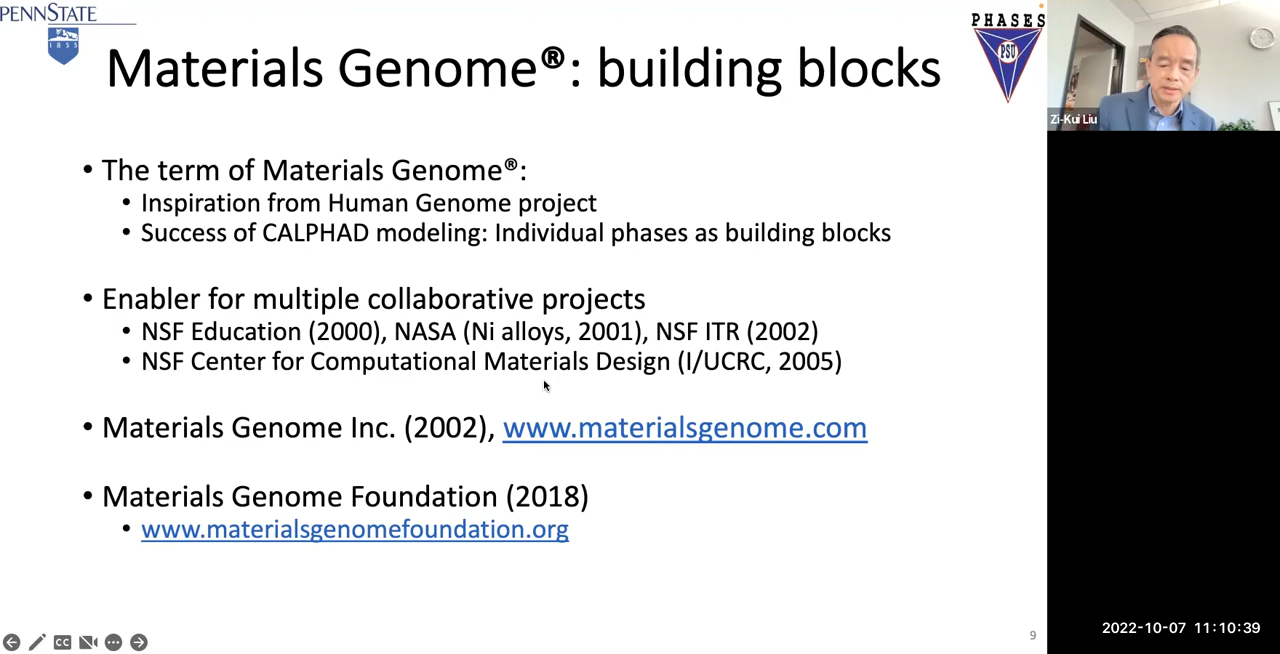 PENNSTATE
1855
Materials Genome®: building blocks
PHASES
PSU
Zi-Kui Liu
• The term of Materials Genome®:
• Inspiration from Human Genome project
• Success of CALPHAD modeling: Individual phases as building blocks
• Enabler for multiple collaborative projects
• NSF Education (2000), NASA (Ni alloys, 2001), NSF ITR (2002)
• NSF Center for Computational Materials Design (I/UCRC, 2005)
• Materials Genome Inc. (2002), www.materialsgenome.com
• Materials Genome Foundation (2018)
• www.materialsgenomefoundation.org
CC
9
2022-10-07 11:10:39